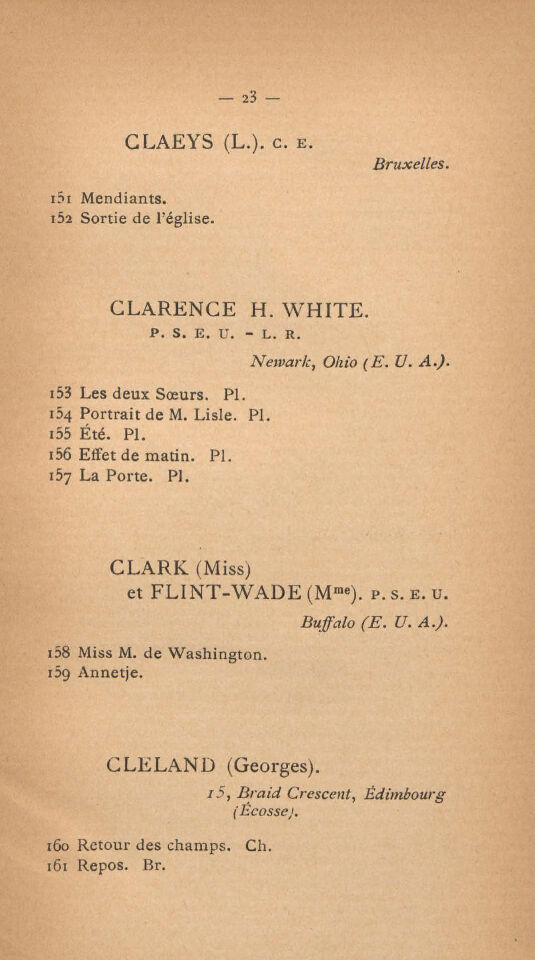 — 23 —
CLAEYS (L.). C. E.
Bruxelles.
151 Mendiants.
152 Sortie de l'église.
CLARENCE H. WHITE.
P. S. E. U. - L. R.
Newark, Ohio (E. U. A.).
153 Les deux Sœurs. Pl.
154 Portrait de M. Lisle. Pl.
155 Été. Pl.
156 Effet de matin. Pl.
157 La Porte. Pl.
CLARK (Miss)
et FLINT-WADE (Mme). P. S. E. U.
Buffalo (E. U. A.).
158 Miss M. de Washington.
159 Annetje.
CLELAND (Georges).
15, Braid Crescent, Édimbourg
(Écosse).
160 Retour des champs. Ch.
161 Repos. Br.